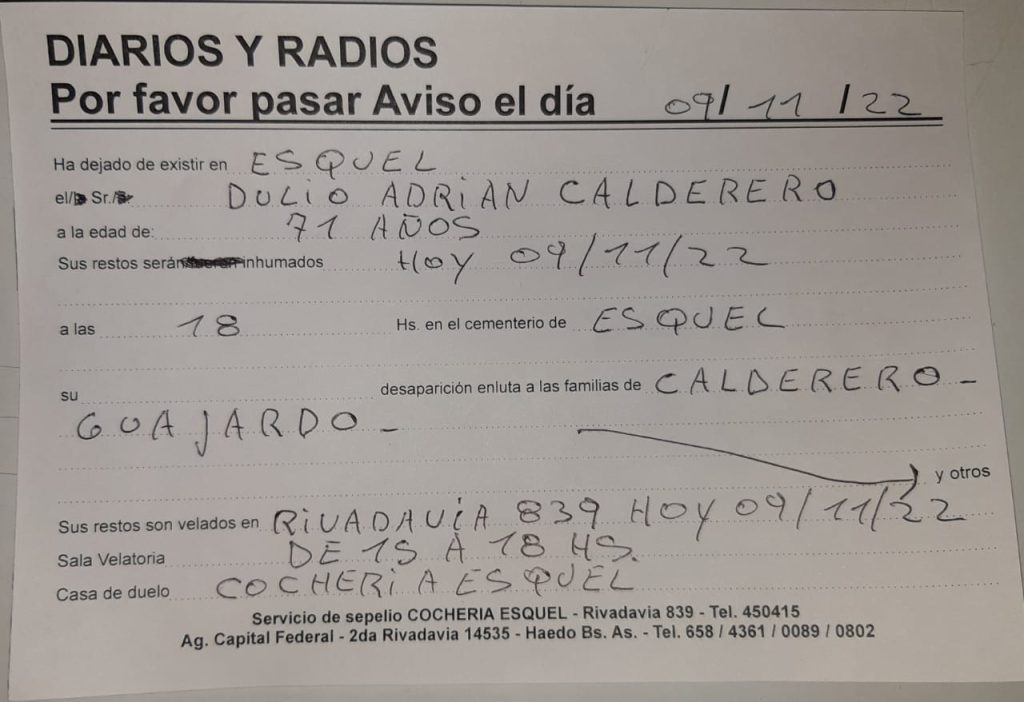 DIARIOS Y RADIOS
Por favor pasar Aviso el día 09/11/22
Ha dejado de existir en ESQUEL
el/la Sr./a DULIO ADRIAN CALDERERO
a la edad de: 71 AÑOS
Sus restos serán inhumados HOY 09/11/22
a las 18 Hs. en el cementerio de ESQUEL
su desaparición enluta a las familias de CALDERERO -
GUAJARDO -
y otros
Sus restos son velados en RIVADAVIA 839 HOY 09/11/22
Sala Velatoria DE 15 A 18 HS.
Casa de duelo COCHERIA ESQUEL
Servicio de sepelio COCHERIA ESQUEL - Rivadavia 839 - Tel. 450415
Ag. Capital Federal - 2da Rivadavia 14535 - Haedo Bs. As. - Tel. 658 / 4361 / 0089 / 0802